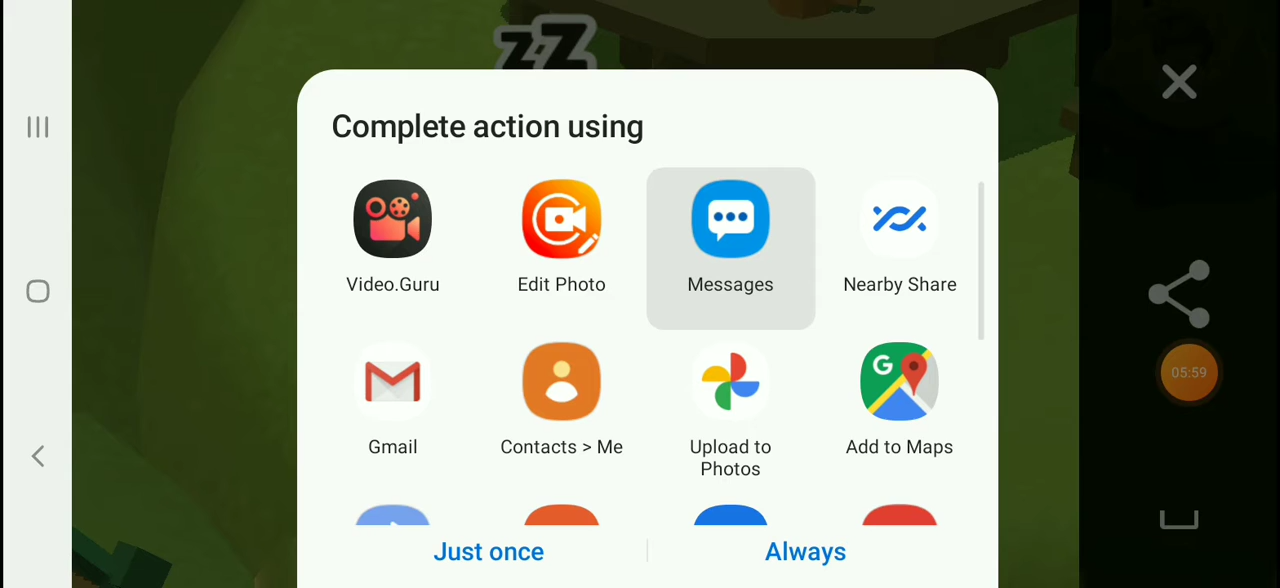 zZ
Complete action using
Video.Guru
Edit Photo
Messages
Nearby Share
Gmail
Contacts > Me
Upload to
Photos
G
Add to Maps
05:59
Just once
Always